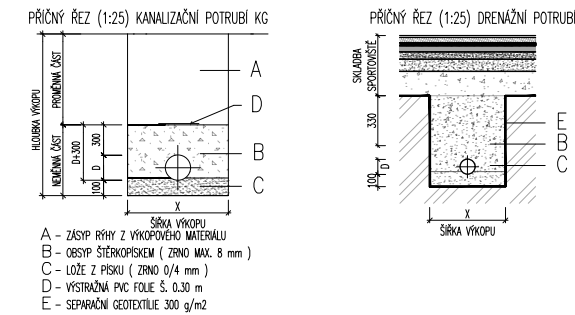 PŘÍČNÝ ŘEZ (1:25) KANALIZAČNÍ POTRUBÍ KG
HLOUBKA VÝKOPU
PROMĚNNÁ ČÁST
NEMĚNNÁ ČÁST
D+300
300
D
100
A
D
B
C
X
ŠÍŘKA VÝKOPU
PŘÍČNÝ ŘEZ (1:25) DRENÁŽNÍ POTRUBÍ
SKLADBA
SPORTOVIŠTĚ
330
D
100
E
B
C
X
ŠÍŘKA VÝKOPU
A – ZÁSYP RÝHY Z VÝKOPOVÉHO MATERIÁLU
B – OBSYP ŠTĚRKOPÍSKEM ( ZRNO MAX. 8 mm )
C – LOŽE Z PÍSKU ( ZRNO 0/4 mm )
D – VÝSTRAŽNÁ PVC FOLIE Š. 0.30 m
E – SEPARAČNÍ GEOTEXTÍLIE 300 g/m2